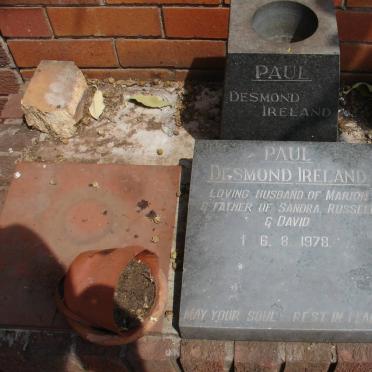 PAUL
DESMOND
IRELAND
PAUL
DESMOND IRELAND
LOVING HUSBAND OF MARION
& FATHER OF SANDRA, RUSSELL
& DAVID
† 6. 8. 1978.
MAY YOUR SOUL REST IN PEACE